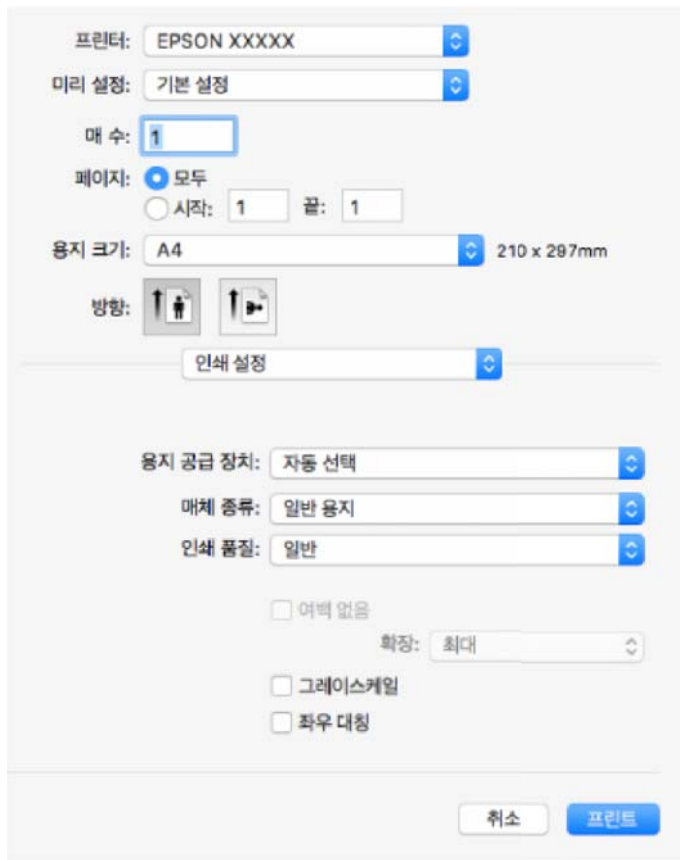 프린터: EPSON XXXXX
미리 설정: 기본 설정
매 수: 1
페이지: 모두
시작: 1 끝: 1
용지 크기: A4 210 x 297mm
방향:
인쇄 설정
용지 공급 장치: 자동 선택
매체 종류: 일반 용지
인쇄 품질: 일반
여백 없음
확장: 최대
그레이스케일
좌우 대칭
취소 프린트